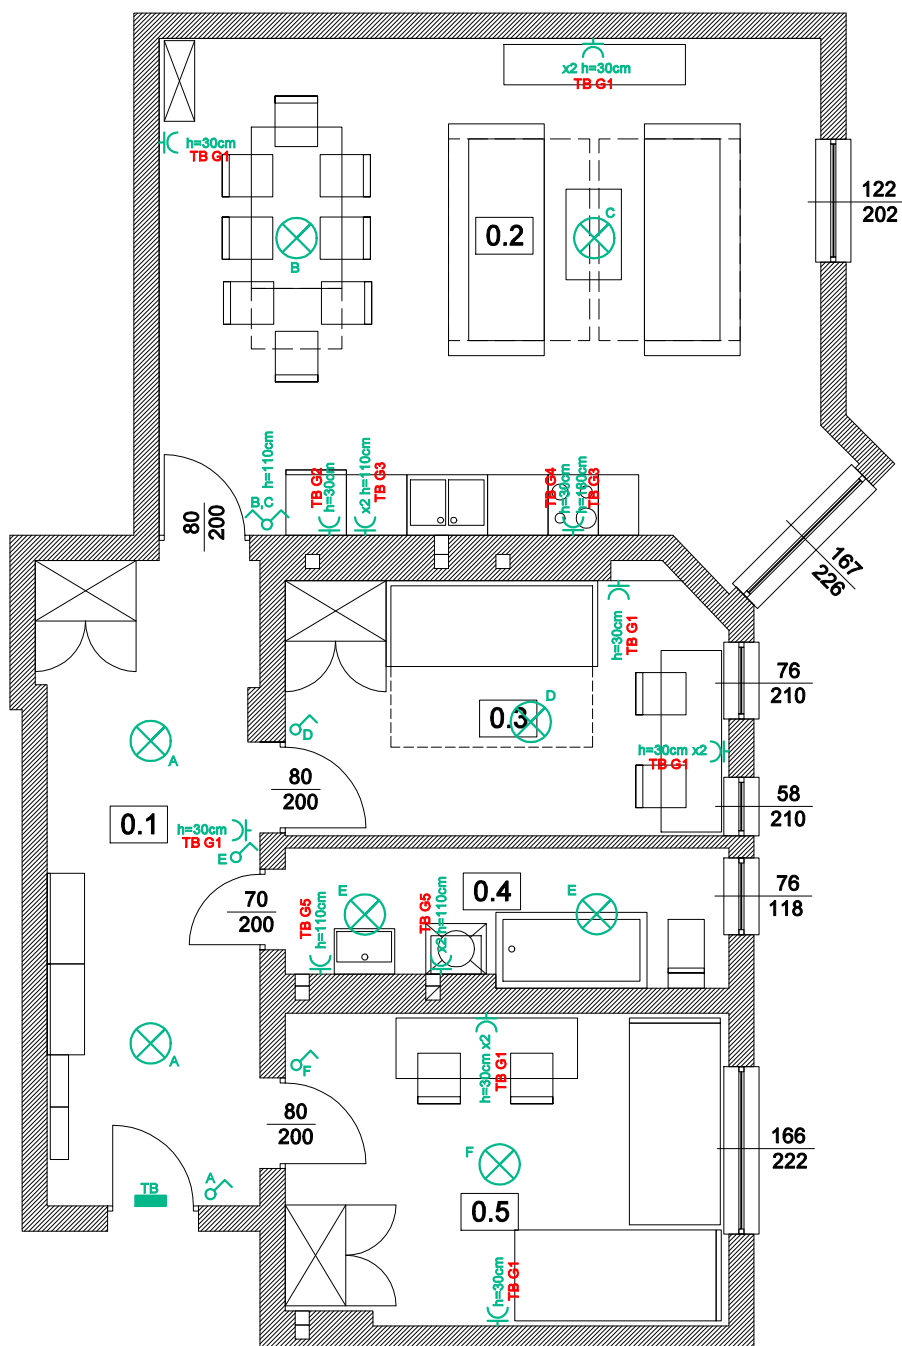 x2 h=30cm
TB G1
h=30cm
TB G1
122
202
C
0.2
B
h=110cm
B,C
TB G2
h=30cm
x2 h=110cm
TB G3
TB G4
h=30cm
h=180cm
TB G3
80
200
167
226
h=30cm
TB G1
76
210
D
0.3
D
h=30cm x2
TB G1
A
80
200
58
210
0.1
h=30cm
TB G1
E
70
200
TB G5
h=110cm
E
TB G5
x2 h=110cm
0.4
E
76
118
A
F
h=30cm x2
TB G1
80
200
166
222
F
TB
A
0.5
h=30cm
TB G1